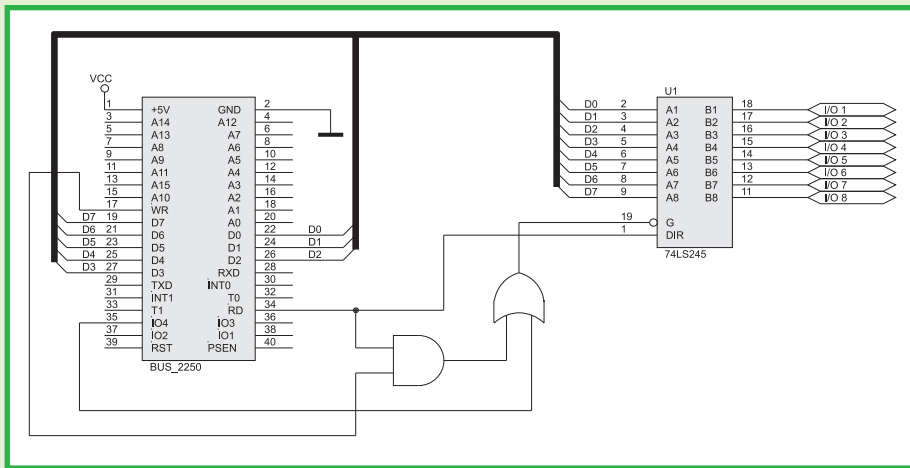 VCC
1 +5V GND 2
3 A14 A12 4
5 A13 A7 6
7 A8 A6 8
9 A9 A5 10
11 A11 A4 12
13 A15 A3 14
15 A10 A2 16
17 WR A1 18
D7 19 D7 A0 20
D6 21 D6 D0 22 D0
D5 23 D5 D1 24 D1
D4 25 D4 D2 26 D2
D3 27 D3 RXD 28
29 TXD INT0 30
31 INT1 T0 32
33 T1 RD 34
35 IO4 IO3 36
37 IO2 IO1 38
39 RST PSEN 40
BUS_2250
U1
D0 2 A1 B1 18 I/O 1
D1 3 A2 B2 17 I/O 2
D2 4 A3 B3 16 I/O 3
D3 5 A4 B4 15 I/O 4
D4 6 A5 B5 14 I/O 5
D5 7 A6 B6 13 I/O 6
D6 8 A7 B7 12 I/O 7
D7 9 A8 B8 11 I/O 8
19 G
1 DIR
74LS245